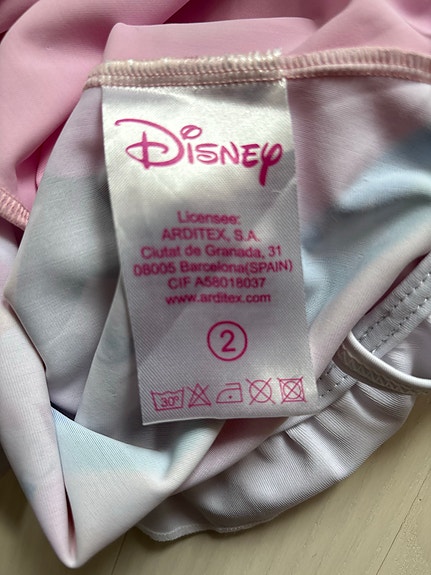 Disney
Licensee:
ARDITEX, S.A.
Ciutat de Granada, 31
08005 Barcelona(SPAIN)
CIF A58018037
www.arditex.com
2
30°